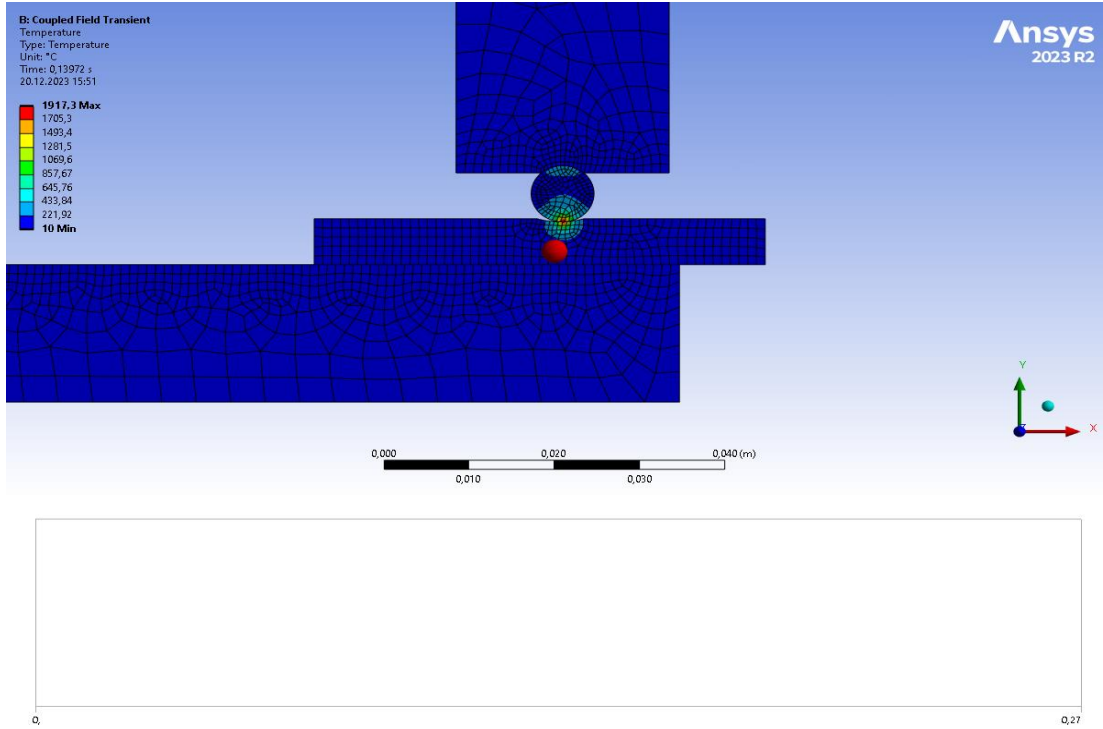 B: Coupled Field Transient
Temperature
Type: Temperature
Unit: °C
Time: 0,13972 s
20.12.2023 15:51
1917,3 Max
1705,3
1493,4
1281,5
1069,6
857,67
645,76
433,84
221,92
10 Min
Ansys
2023 R2
Y
X
0,000 0,020 0,040 (m)
0,010 0,030
0, 0,27